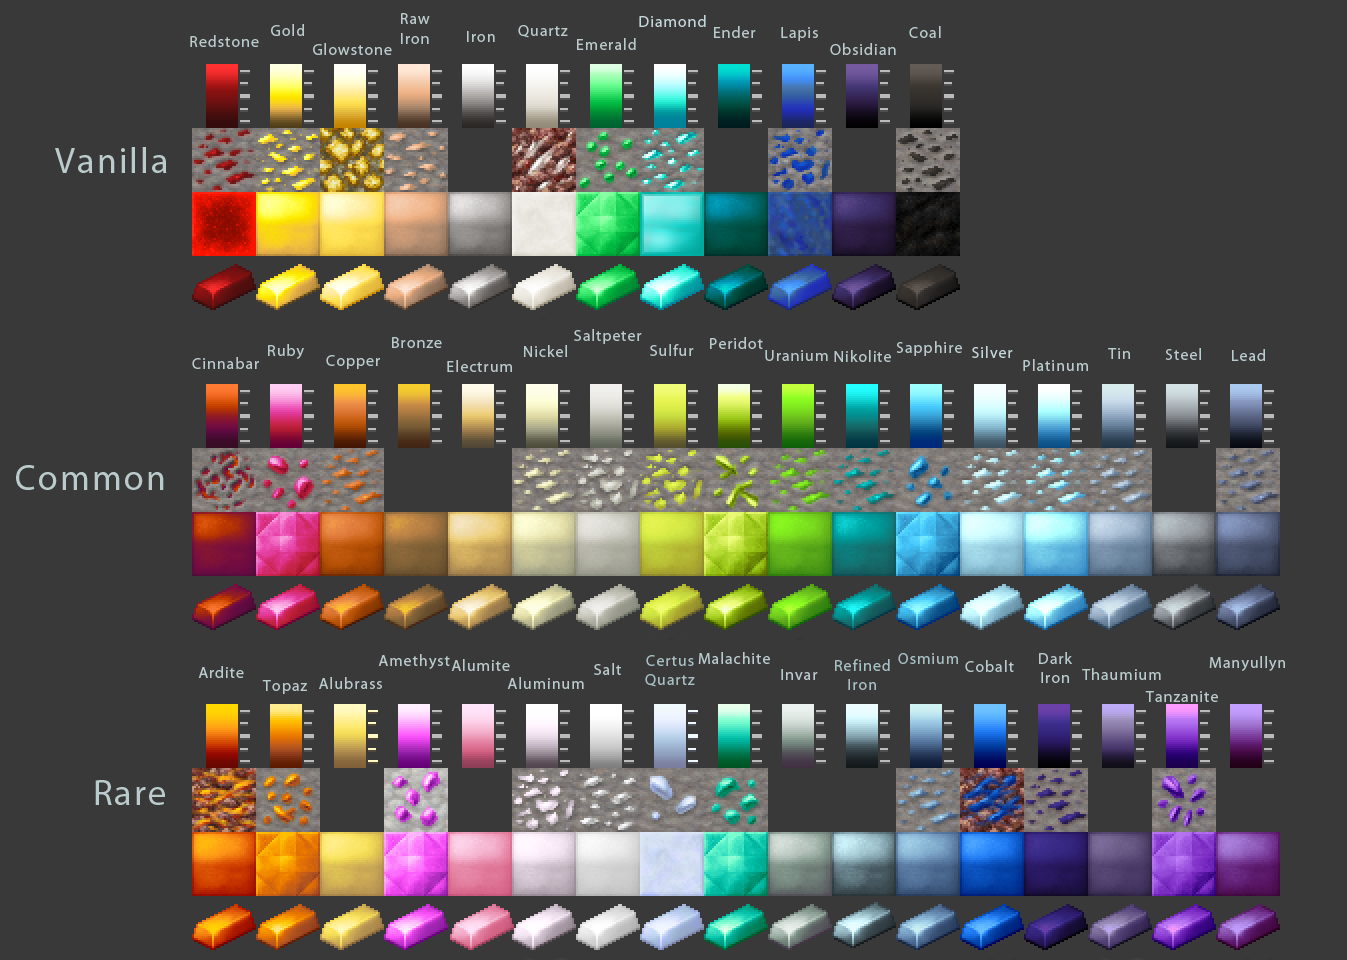 Redstone
Gold
Glowstone
Raw
Iron
Iron
Quartz
Emerald
Diamond
Ender
Lapis
Obsidian
Coal
Vanilla
Cinnabar
Ruby
Copper
Bronze
Electrum
Nickel
Saltpeter
Sulfur
Peridot
Uranium
Nikolite
Sapphire
Silver
Platinum
Tin
Steel
Lead
Common
Ardite
Topaz
Alubrass
Amethyst
Alumite
Aluminum
Salt
Certus
Quartz
Malachite
Invar
Refined
Iron
Osmium
Cobalt
Dark
Iron
Thaumium
Tanzanite
Manyullyn
Rare